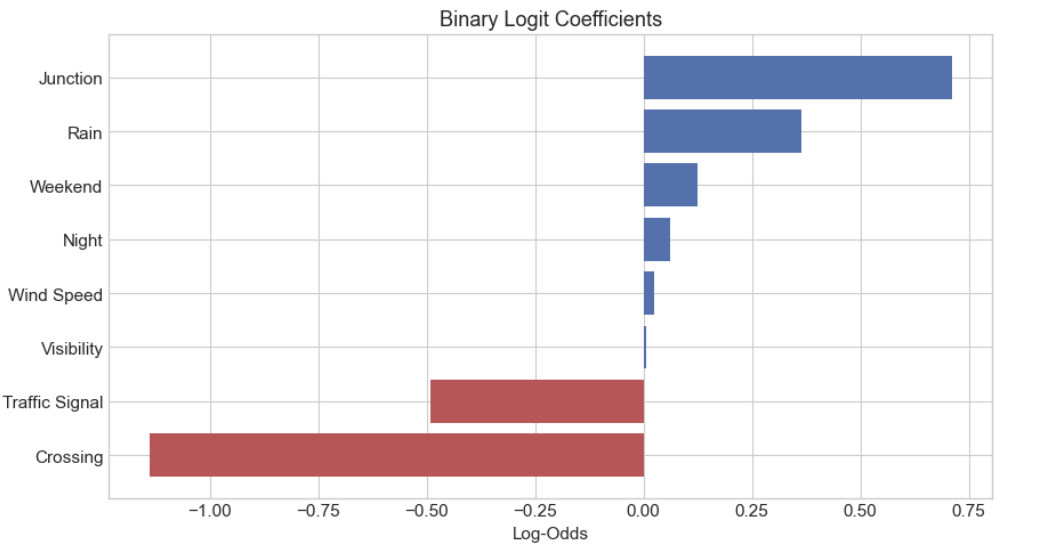 Binary Logit Coefficients
Junction
Rain
Weekend
Night
Wind Speed
Visibility
Traffic Signal
Crossing
−1.00 −0.75 −0.50 −0.25 0.00 0.25 0.50 0.75
Log-Odds